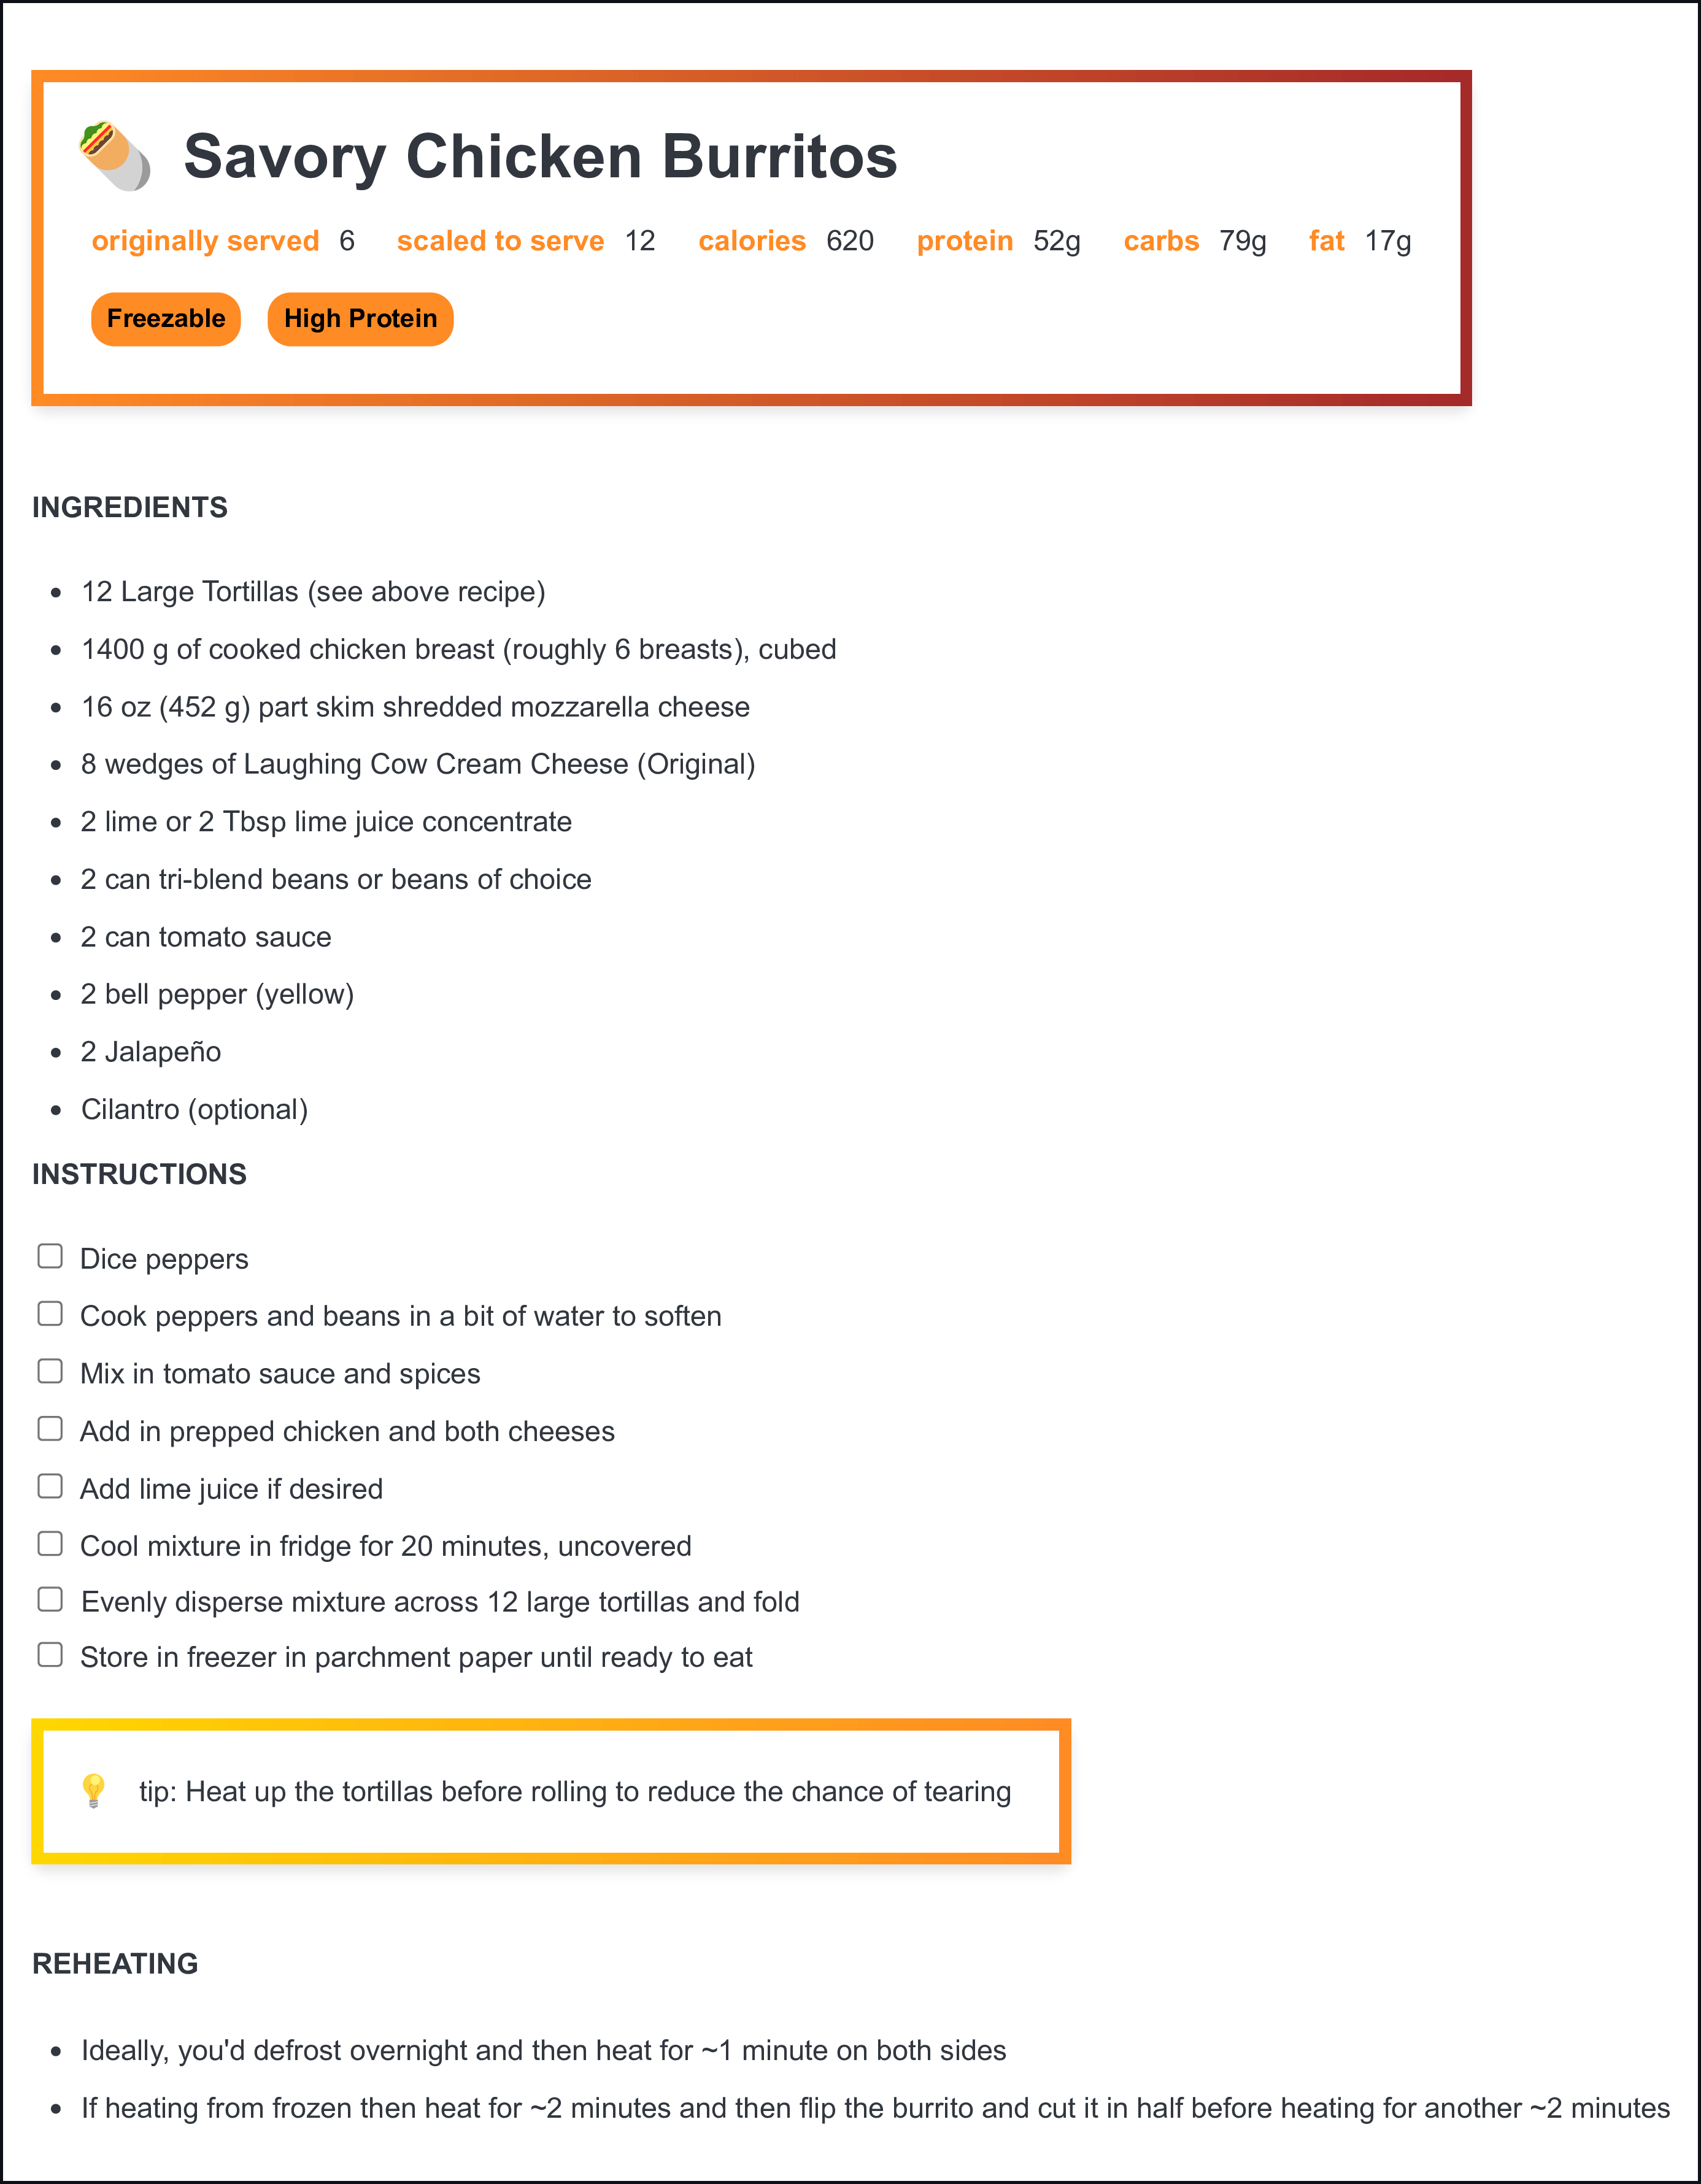 Savory Chicken Burritos
originally served 6 scaled to serve 12 calories 620 protein 52g carbs 79g fat 17g
Freezable High Protein
INGREDIENTS
12 Large Tortillas (see above recipe)
1400 g of cooked chicken breast (roughly 6 breasts), cubed
16 oz (452 g) part skim shredded mozzarella cheese
8 wedges of Laughing Cow Cream Cheese (Original)
2 lime or 2 Tbsp lime juice concentrate
2 can tri-blend beans or beans of choice
2 can tomato sauce
2 bell pepper (yellow)
2 Jalapeño
Cilantro (optional)
INSTRUCTIONS
Dice peppers
Cook peppers and beans in a bit of water to soften
Mix in tomato sauce and spices
Add in prepped chicken and both cheeses
Add lime juice if desired
Cool mixture in fridge for 20 minutes, uncovered
Evenly disperse mixture across 12 large tortillas and fold
Store in freezer in parchment paper until ready to eat
tip: Heat up the tortillas before rolling to reduce the chance of tearing
REHEATING
Ideally, you'd defrost overnight and then heat for ~1 minute on both sides
If heating from frozen then heat for ~2 minutes and then flip the burrito and cut it in half before heating for another ~2 minutes